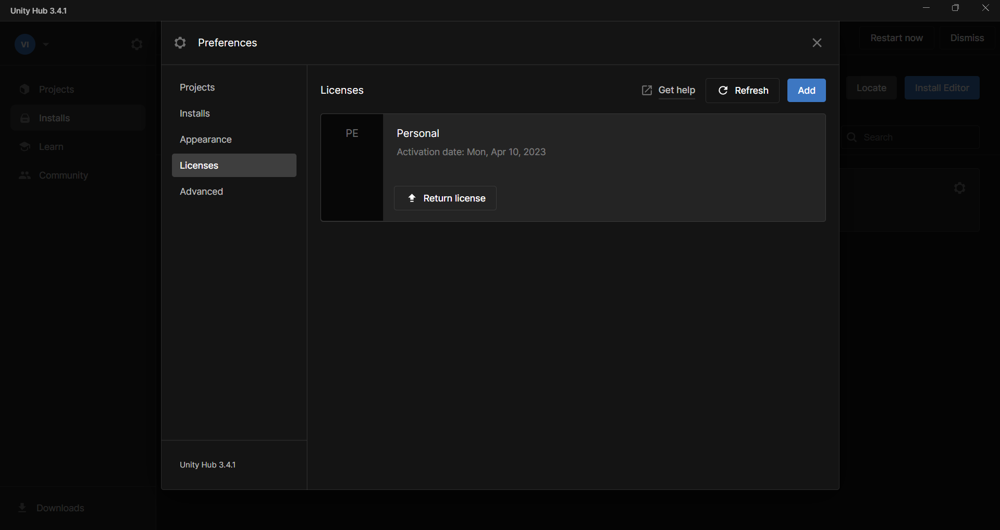 Unity Hub 3.4.1
VI
Preferences
Restart now
Dismiss
Projects
Installs
Learn
Community
Downloads
Projects
Installs
Appearance
Licenses
Advanced
Unity Hub 3.4.1
Licenses
Get help
Refresh
Add
PE
Personal
Activation date: Mon, Apr 10, 2023
Return license
Locate
Install Editor
Search